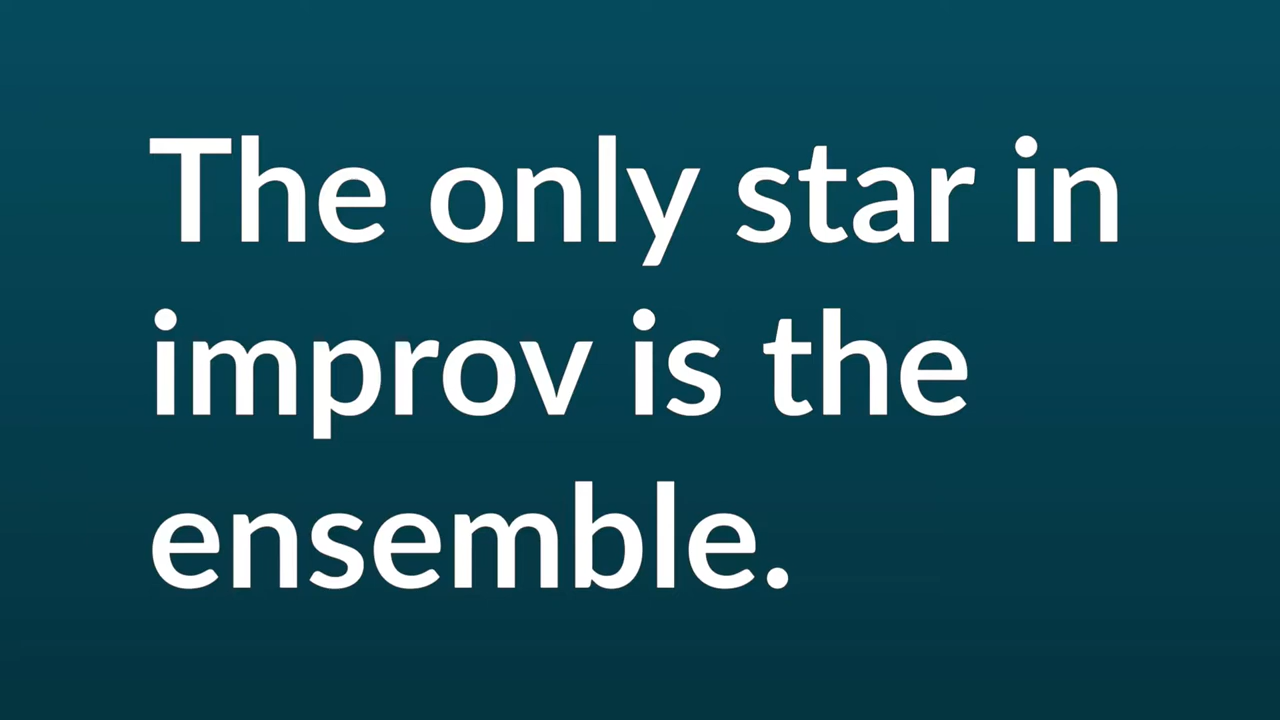 The only star in
improv is the
ensemble.